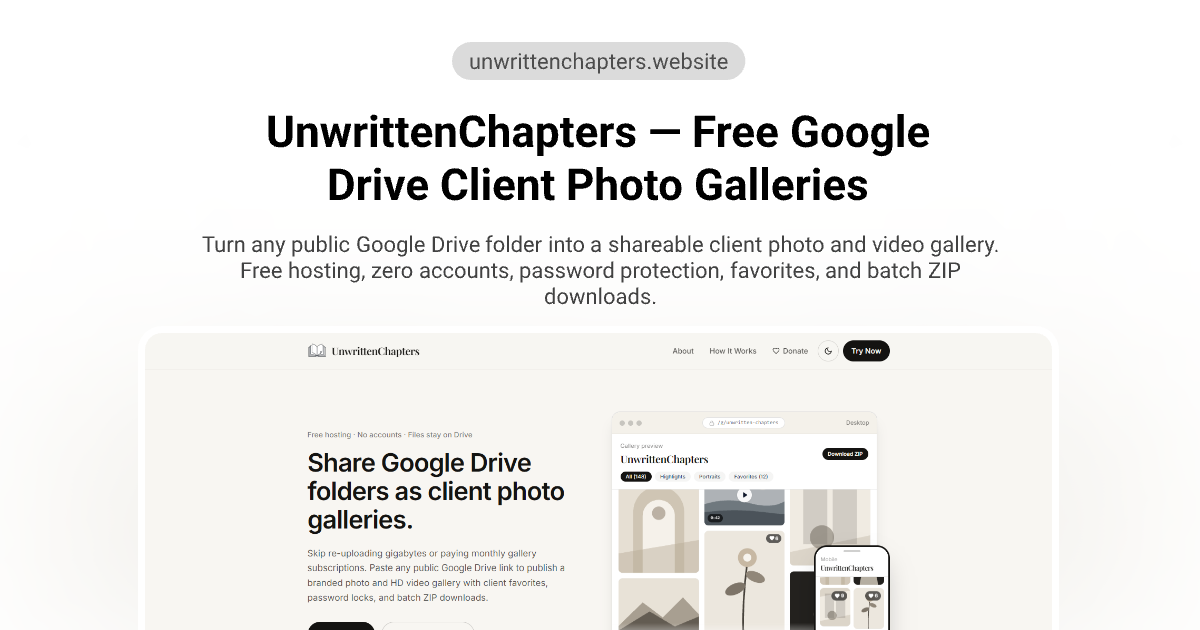 unwrittenchapters.website
UnwrittenChapters — Free Google
Drive Client Photo Galleries
Turn any public Google Drive folder into a shareable client photo and video gallery.
Free hosting, zero accounts, password protection, favorites, and batch ZIP
downloads.
UnwrittenChapters
About
How It Works
Donate
Try Now
Free hosting · No accounts · Files stay on Drive
Share Google Drive
folders as client photo
galleries.
Skip re-uploading gigabytes or paying monthly gallery
subscriptions. Paste any public Google Drive link to publish a
branded photo and HD video gallery with client favorites,
password locks, and batch ZIP downloads.
/g/unwritten-chapters
Desktop
Gallery preview
UnwrittenChapters
Download ZIP
All (143)
Highlights
Portraits
Favorites (12)
0:42
Mobile
UnwrittenChapters